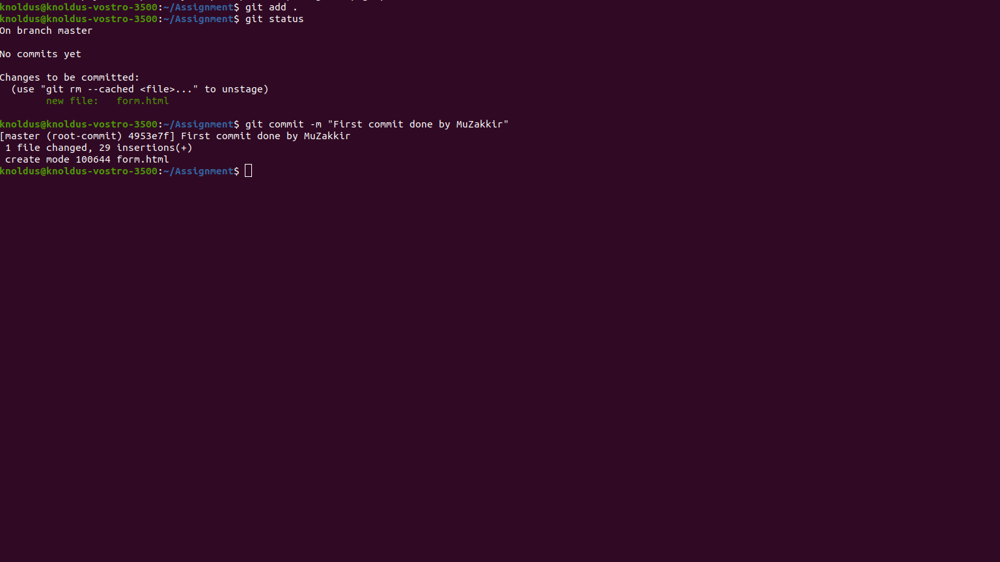 knoldus@knoldus-vostro-3500:~/Assignment$ git add .
knoldus@knoldus-vostro-3500:~/Assignment$ git status
On branch master
No commits yet
Changes to be committed:
  (use "git rm --cached <file>..." to unstage)
        new file:   form.html
knoldus@knoldus-vostro-3500:~/Assignment$ git commit -m "First commit done by MuZakkir"
[master (root-commit) 4953e7f] First commit done by MuZakkir
 1 file changed, 29 insertions(+)
 create mode 100644 form.html
knoldus@knoldus-vostro-3500:~/Assignment$